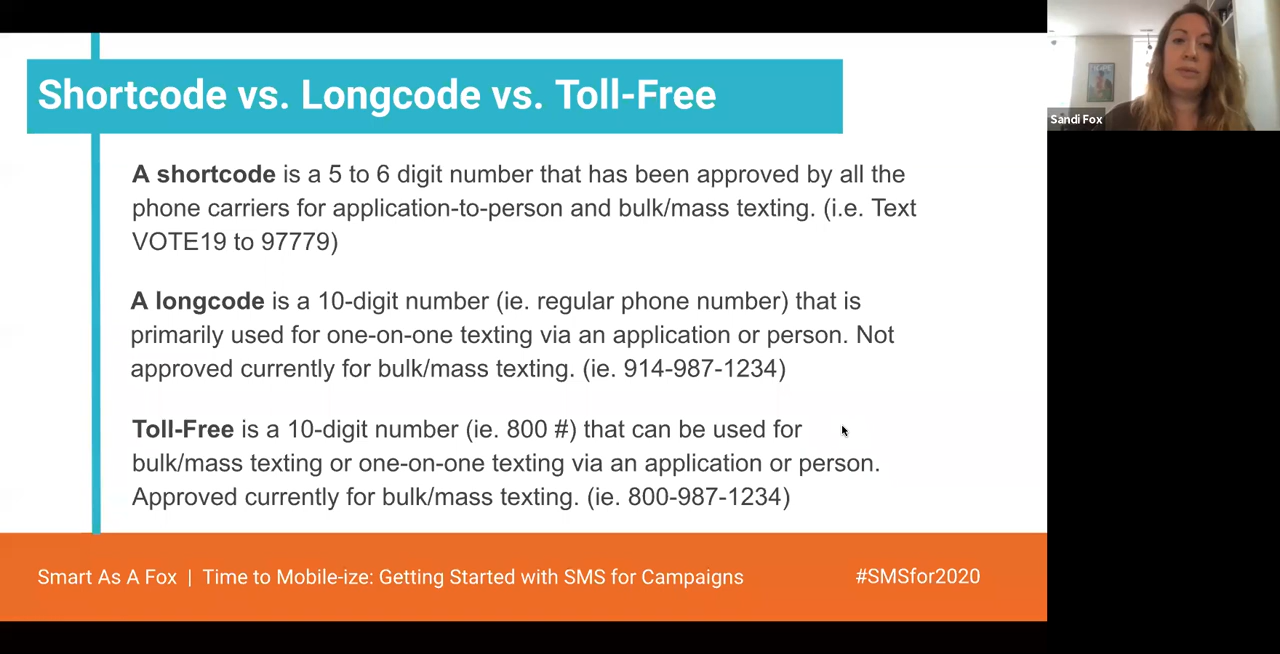 Shortcode vs. Longcode vs. Toll-Free
Sandi Fox
A shortcode is a 5 to 6 digit number that has been approved by all the
phone carriers for application-to-person and bulk/mass texting. (i.e. Text
VOTE19 to 97779)
A longcode is a 10-digit number (ie. regular phone number) that is
primarily used for one-on-one texting via an application or person. Not
approved currently for bulk/mass texting. (ie. 914-987-1234)
Toll-Free is a 10-digit number (ie. 800 #) that can be used for
bulk/mass texting or one-on-one texting via an application or person.
Approved currently for bulk/mass texting. (ie. 800-987-1234)
Smart As A Fox | Time to Mobile-ize: Getting Started with SMS for Campaigns
#SMSfor2020